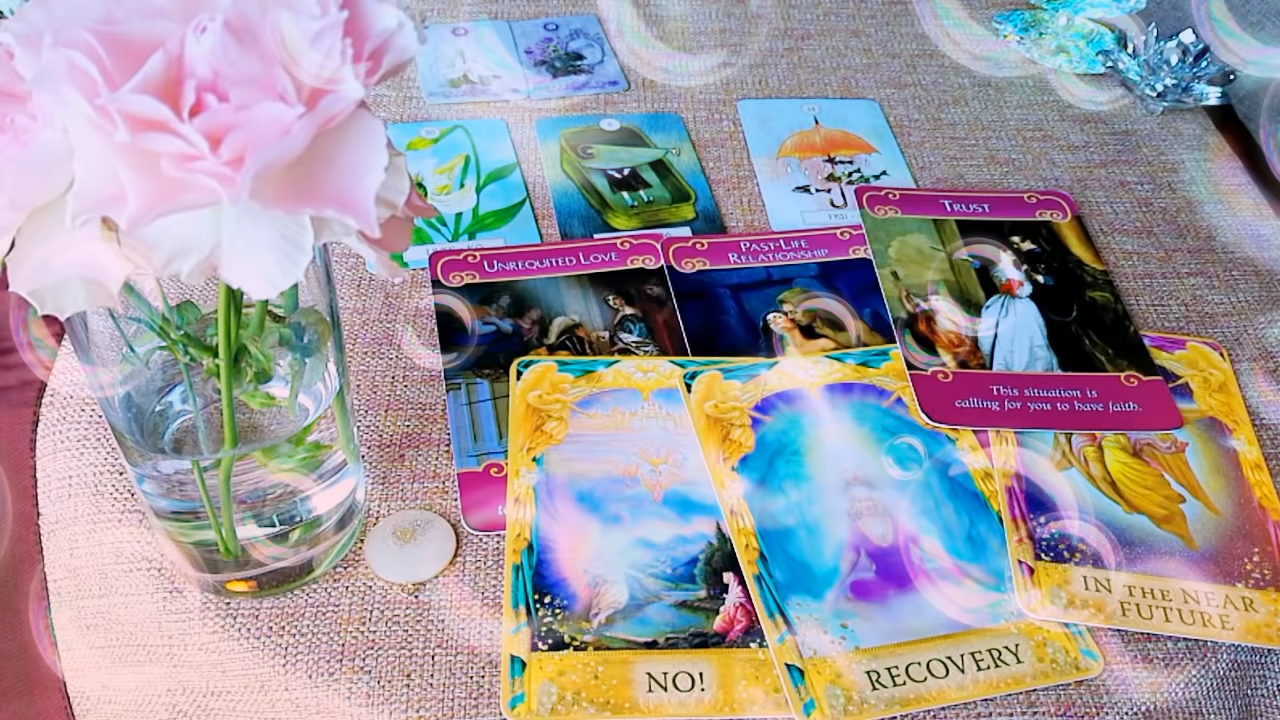 TRUST
UNREQUITED LOVE
PAST-LIFE
RELATIONSHIP
This situation is
calling for you to have faith.
IN THE NEAR
FUTURE
RECOVERY
NO!